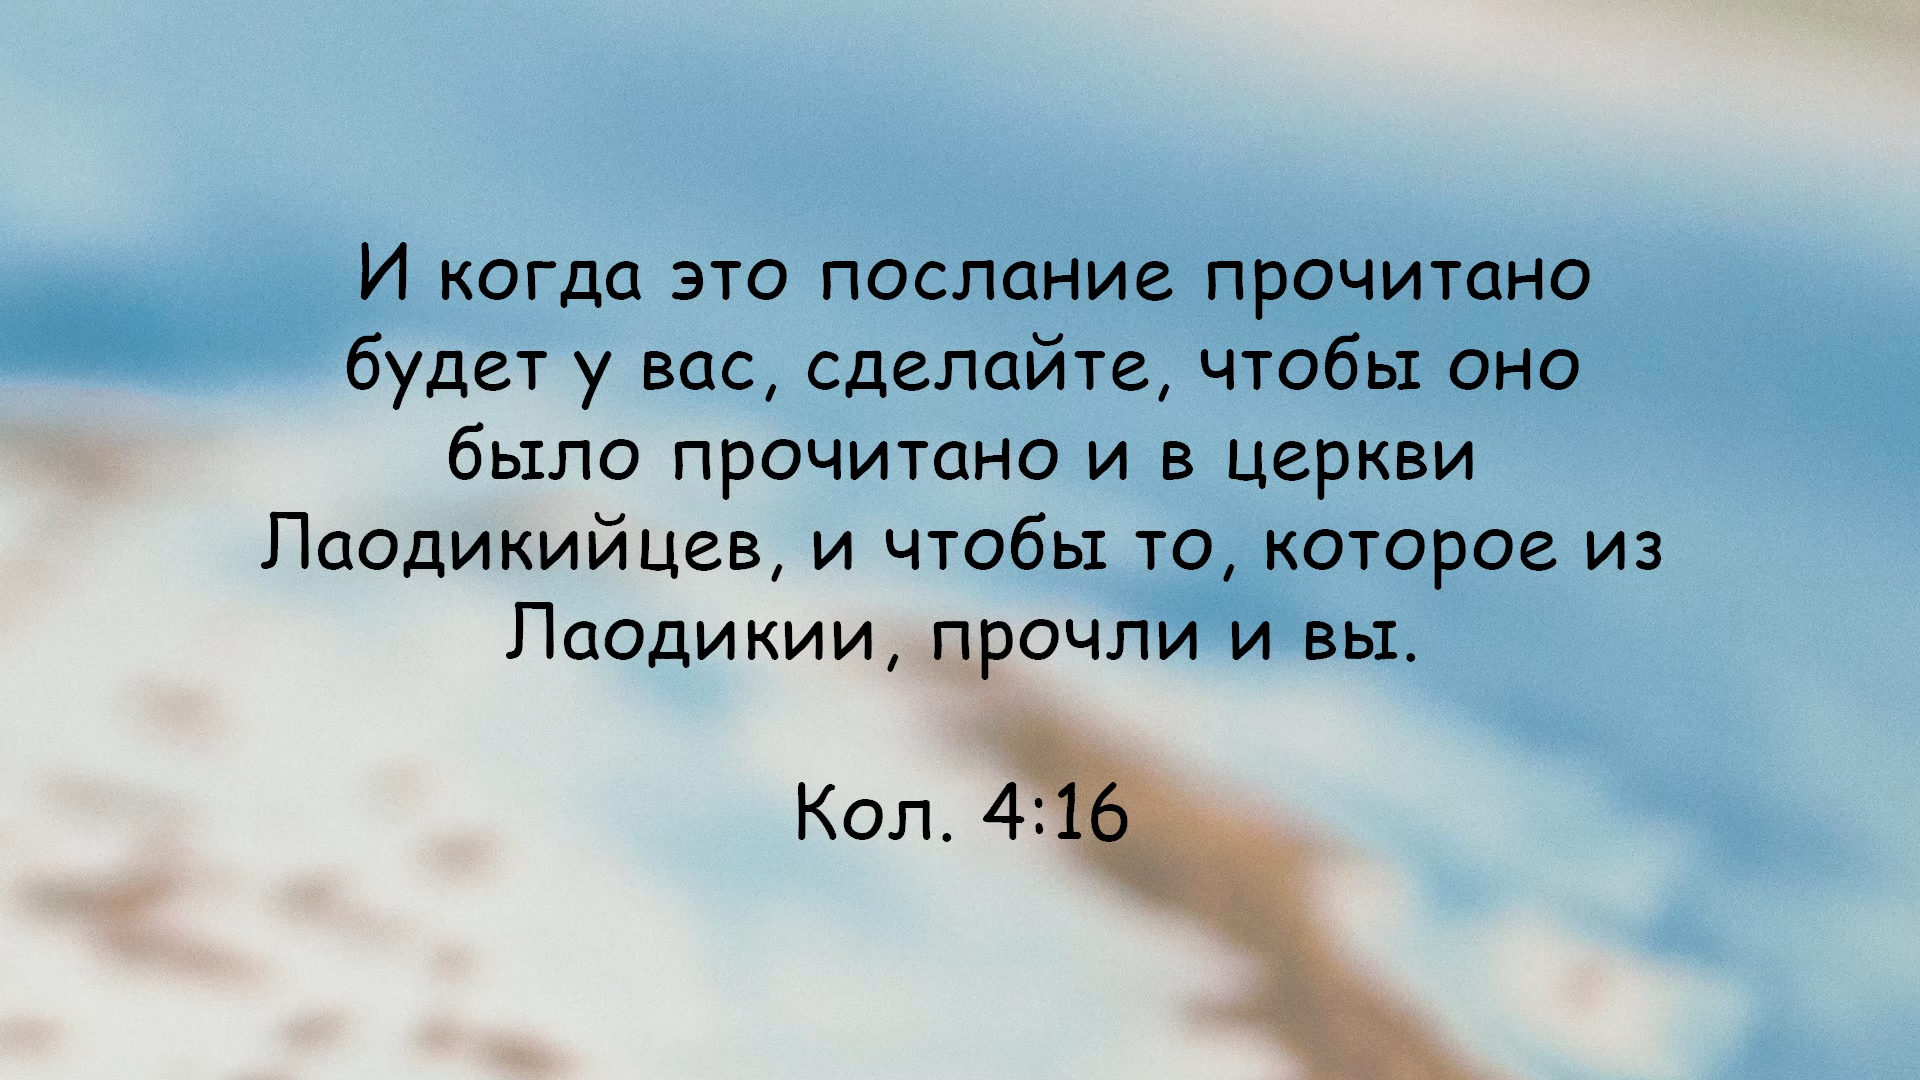 И когда это послание прочитано
будет у вас, сделайте, чтобы оно
было прочитано и в церкви
Лаодикийцев, и чтобы то, которое из
Лаодикии, прочли и вы.
Кол. 4:16